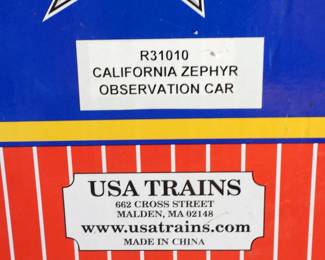 R31010
CALIFORNIA ZEPHYR
OBSERVATION CAR
USA TRAINS
662 CROSS STREET
MALDEN, MA 02148
www.usatrains.com
MADE IN CHINA